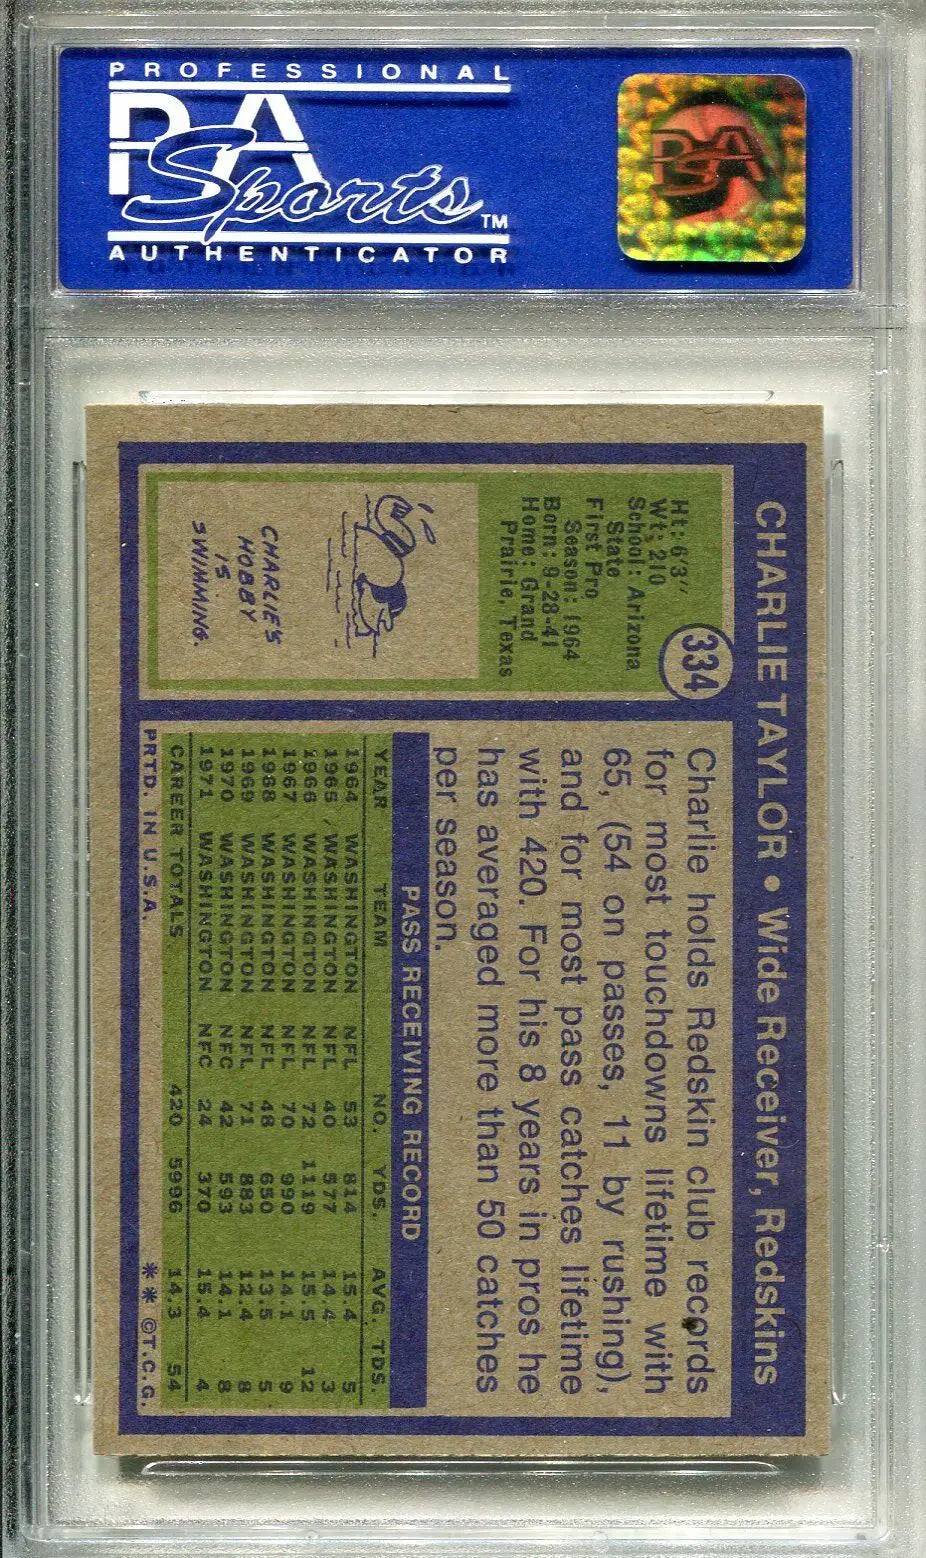 PROFESSIONAL
PSA
Sports™
AUTHENTICATOR
PSA
CHARLIE TAYLOR • Wide Receiver, Redskins
334
Ht: 6'3"
Wt: 210
School: Arizona
State
First Pro
Season: 1964
Born: 9-28-41
Home: Grand
Prairie, Texas
CHARLIE'S
HOBBY
IS
SWIMMING.
Charlie holds Redskin club records
for most touchdowns lifetime with
65, (54 on passes, 11 by rushing),
and for most pass catches lifetime
with 420. For his 8 years in pros he
has averaged more than 50 catches
per season.
PASS RECEIVING RECORD
YEAR TEAM NO. YDS. AVG. TDS.
1964 WASHINGTON NFL 53 814 15.4 5
1965 WASHINGTON NFL 40 577 14.4 3
1966 WASHINGTON NFL 72 1119 15.5 12
1967 WASHINGTON NFL 70 990 14.1 9
1968 WASHINGTON NFL 48 650 13.5 5
1969 WASHINGTON NFL 71 883 12.4 8
1970 WASHINGTON NFC 42 593 14.1 8
1971 WASHINGTON NFC 24 370 15.4 4
CAREER TOTALS 420 5996 14.3 54
PRTD. IN U.S.A. ** ©T.C.G.